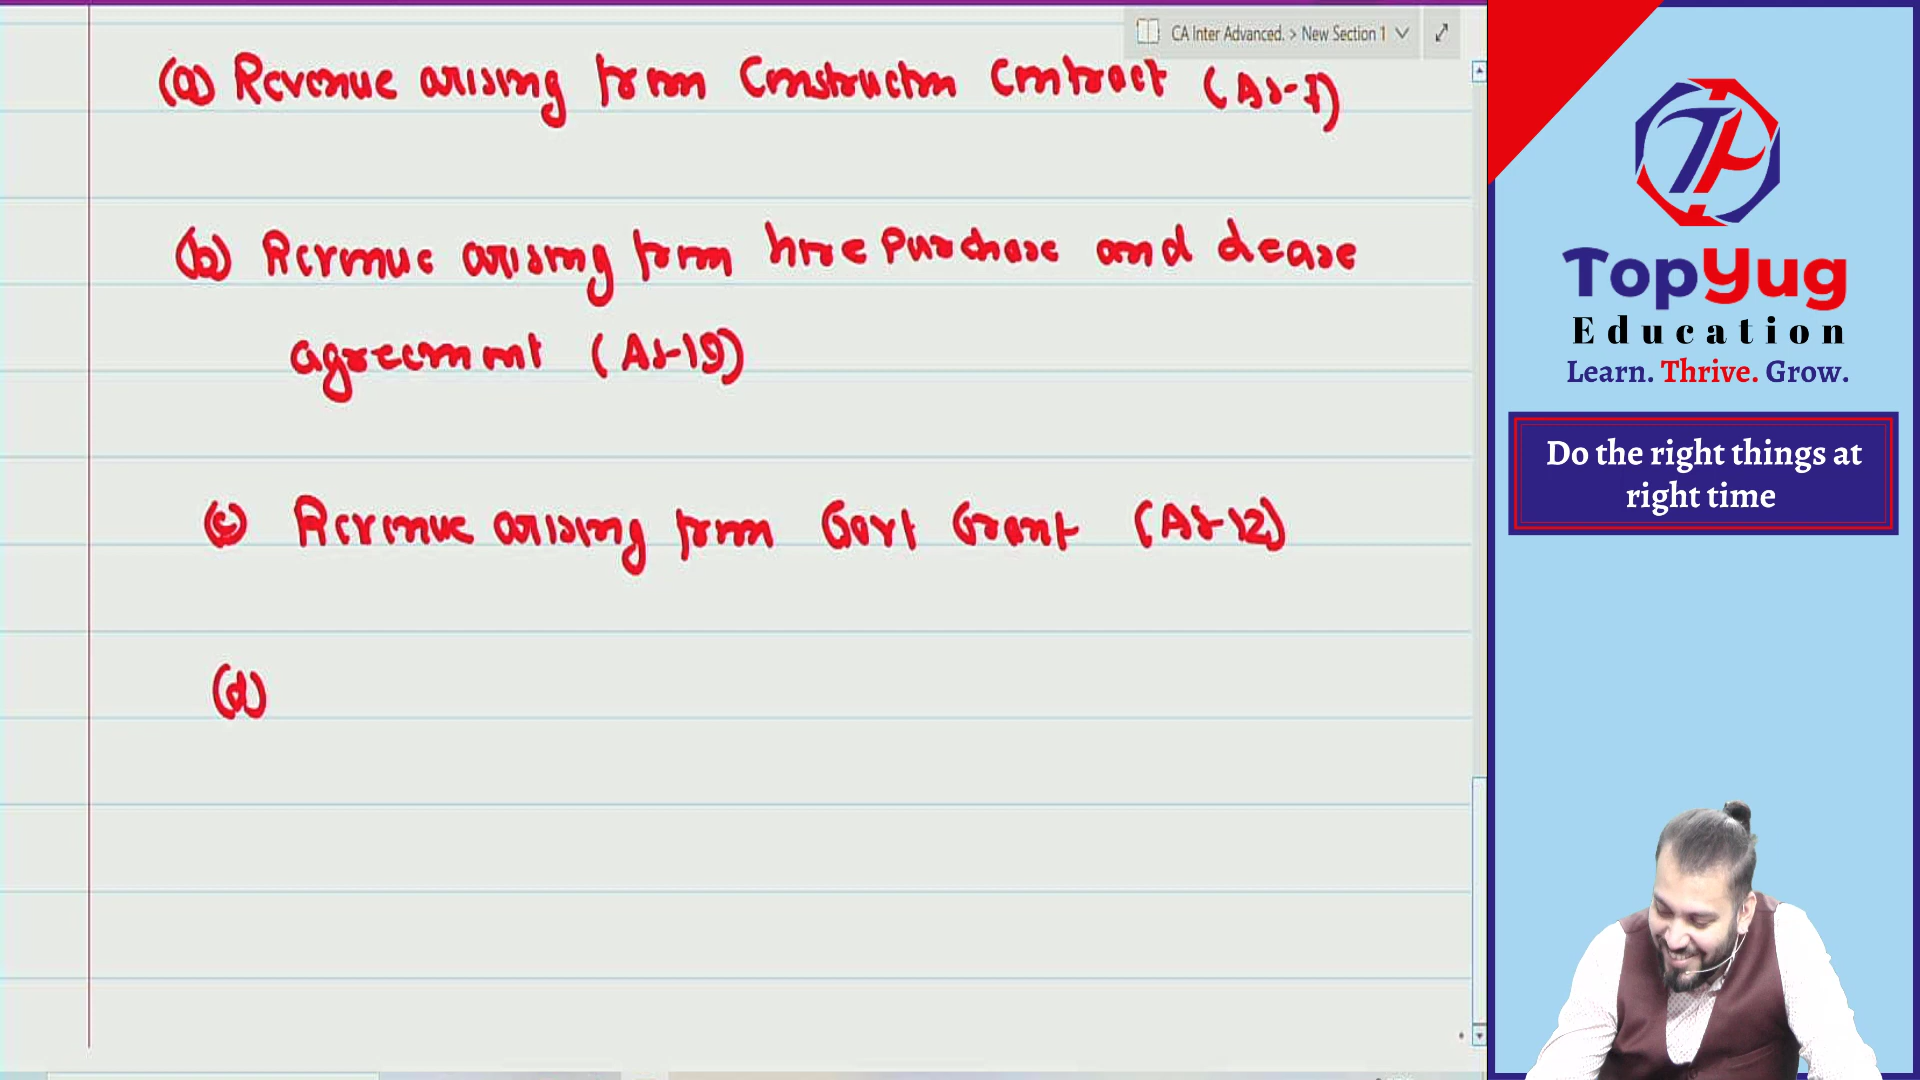 CA Inter Advanced. > New Section 1
(a) Revenue arising from Construction Contract (AS-7)
(b) Revenue arising from hire Purchase and Lease
agreement (AS-19)
(c) Revenue arising from Govt Grant (AS-12)
(d)
TopYug
Education
Learn. Thrive. Grow.
Do the right things at
right time